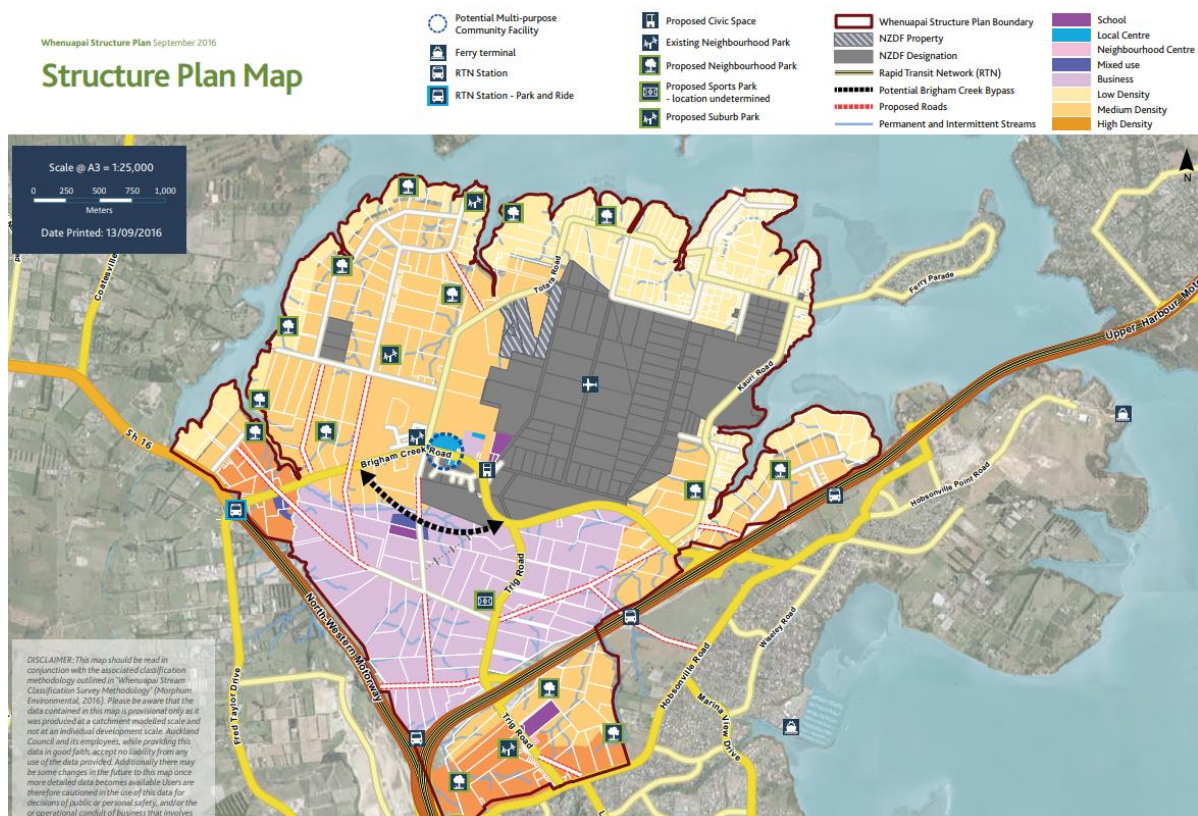 Whenuapai Structure Plan September 2016
Structure Plan Map
Potential Multi-purpose
Community Facility
Ferry terminal
RTN Station
RTN Station - Park and Ride
Proposed Civic Space
Existing Neighbourhood Park
Proposed Neighbourhood Park
Proposed Sports Park
- location undetermined
Proposed Suburb Park
Whenuapai Structure Plan Boundary
NZDF Property
NZDF Designation
Rapid Transit Network (RTN)
Potential Brigham Creek Bypass
Proposed Roads
Permanent and Intermittent Streams
School
Local Centre
Neighbourhood Centre
Mixed use
Business
Low Density
Medium Density
High Density
Scale @ A3 = 1:25,000
0 250 500 750 1,000
Meters
Date Printed: 13/09/2016
N
Coatesville
Totara Road
Ferry Parade
Upper Harbour Moto
Kauri Road
Sh 16
Brigham Creek Road
Hobsonville Point Road
Trig Road
North-Western Motorway
Wiseley Road
Hobsonville Road
Fred Taylor Drive
Marina View Drive
Trig Road
DISCLAIMER: This map should be read in
conjunction with the associated classification
methodology outlined in "Whenuapai Stream
Classification Survey Methodology" (Morphum
Environmental, 2016). Please be aware that the
data contained in this map is provisional only as it
was produced at a catchment modelled scale and
not at an individual development scale. Auckland
Council and its employees, while providing this
data in good faith, accept no liability from any
use of the data provided. Additionally there may
be some changes in the future to this map once
more detailed data becomes available Users are
therefore cautioned in the use of this data for
decisions of public or personal safety, and/or the
or operational conduct of business that involves